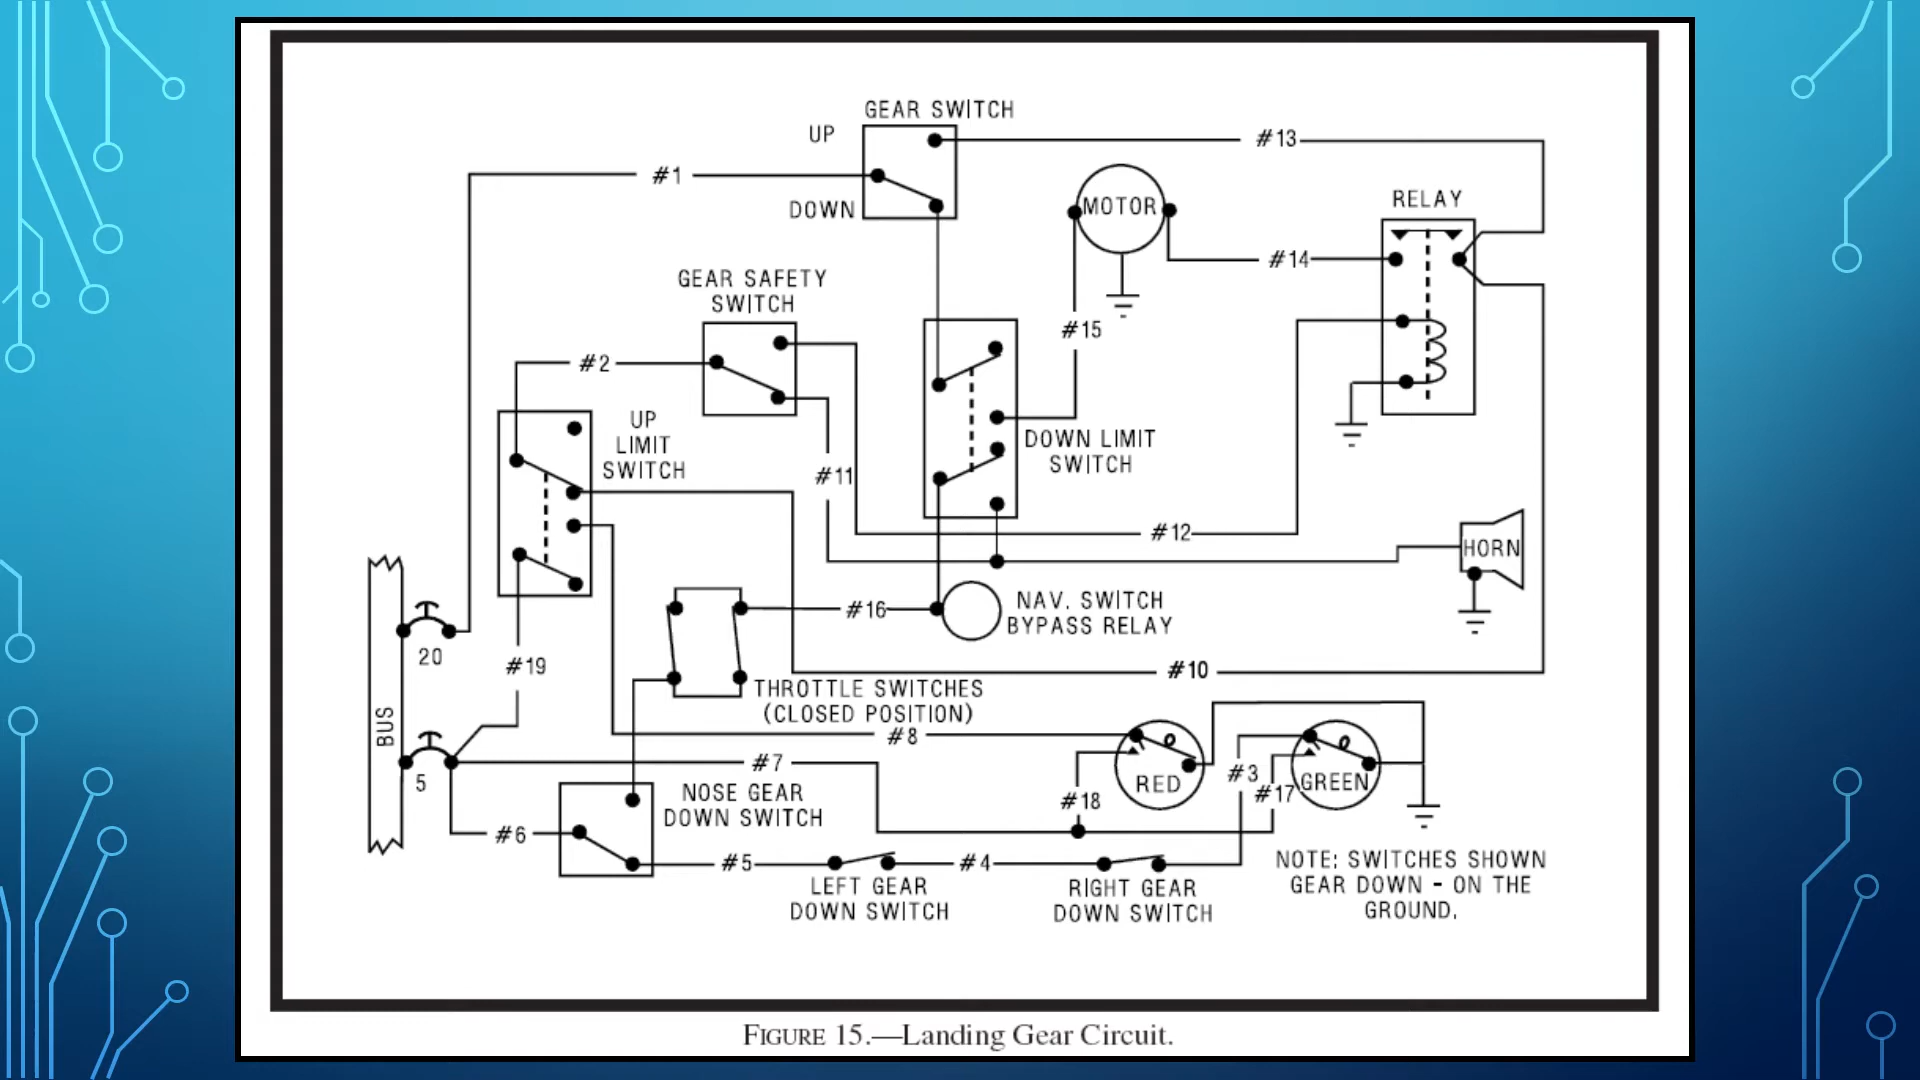 GEAR SWITCH
UP
#13
#1
MOTOR
RELAY
DOWN
#14
GEAR SAFETY
SWITCH
#15
#2
UP
LIMIT
SWITCH
DOWN LIMIT
SWITCH
#11
#12
HORN
NAV. SWITCH
BYPASS RELAY
#16
20
#19
#10
THROTTLE SWITCHES
(CLOSED POSITION)
BUS
#8
#7
5
RED
#3
GREEN
#17
#18
NOSE GEAR
DOWN SWITCH
#6
#5
#4
LEFT GEAR
DOWN SWITCH
RIGHT GEAR
DOWN SWITCH
NOTE: SWITCHES SHOWN
GEAR DOWN - ON THE
GROUND.
FIGURE 15.—Landing Gear Circuit.